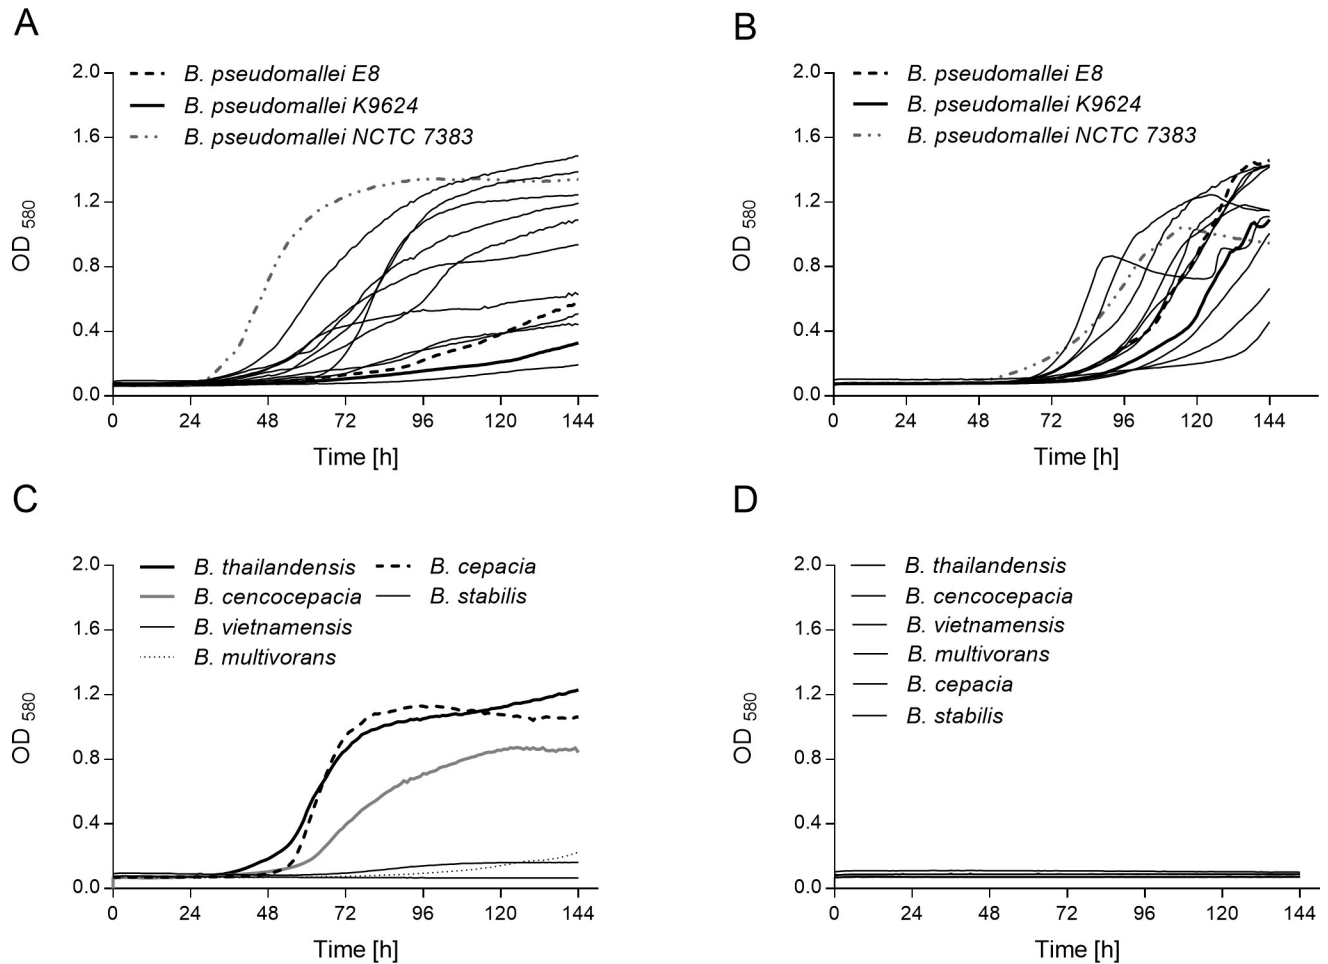 A
B. pseudomallei E8
B. pseudomallei K9624
B. pseudomallei NCTC 7383
2.0
1.6
1.2
0.8
0.4
0.0
OD 580
0 24 48 72 96 120 144
Time [h]
B
B. pseudomallei E8
B. pseudomallei K9624
B. pseudomallei NCTC 7383
2.0
1.6
1.2
0.8
0.4
0.0
OD 580
0 24 48 72 96 120 144
Time [h]
C
B. thailandensis B. cepacia
B. cencocepacia B. stabilis
B. vietnamensis
B. multivorans
2.0
1.6
1.2
0.8
0.4
0.0
OD 580
0 24 48 72 96 120 144
Time [h]
D
B. thailandensis
B. cencocepacia
B. vietnamensis
B. multivorans
B. cepacia
B. stabilis
2.0
1.6
1.2
0.8
0.4
0.0
OD 580
0 24 48 72 96 120 144
Time [h]